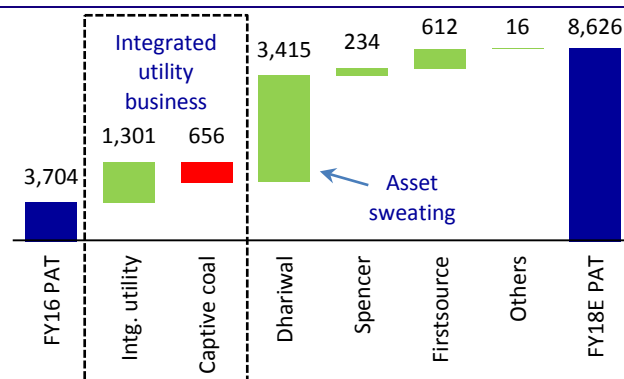 Integrated
utility
business
3,704
1,301
656
3,415
234
612
16
8,626
Asset
sweating
FY16 PAT
Intg. utility
Captive coal
Dhariwal
Spencer
Firstsource
Others
FY18E PAT